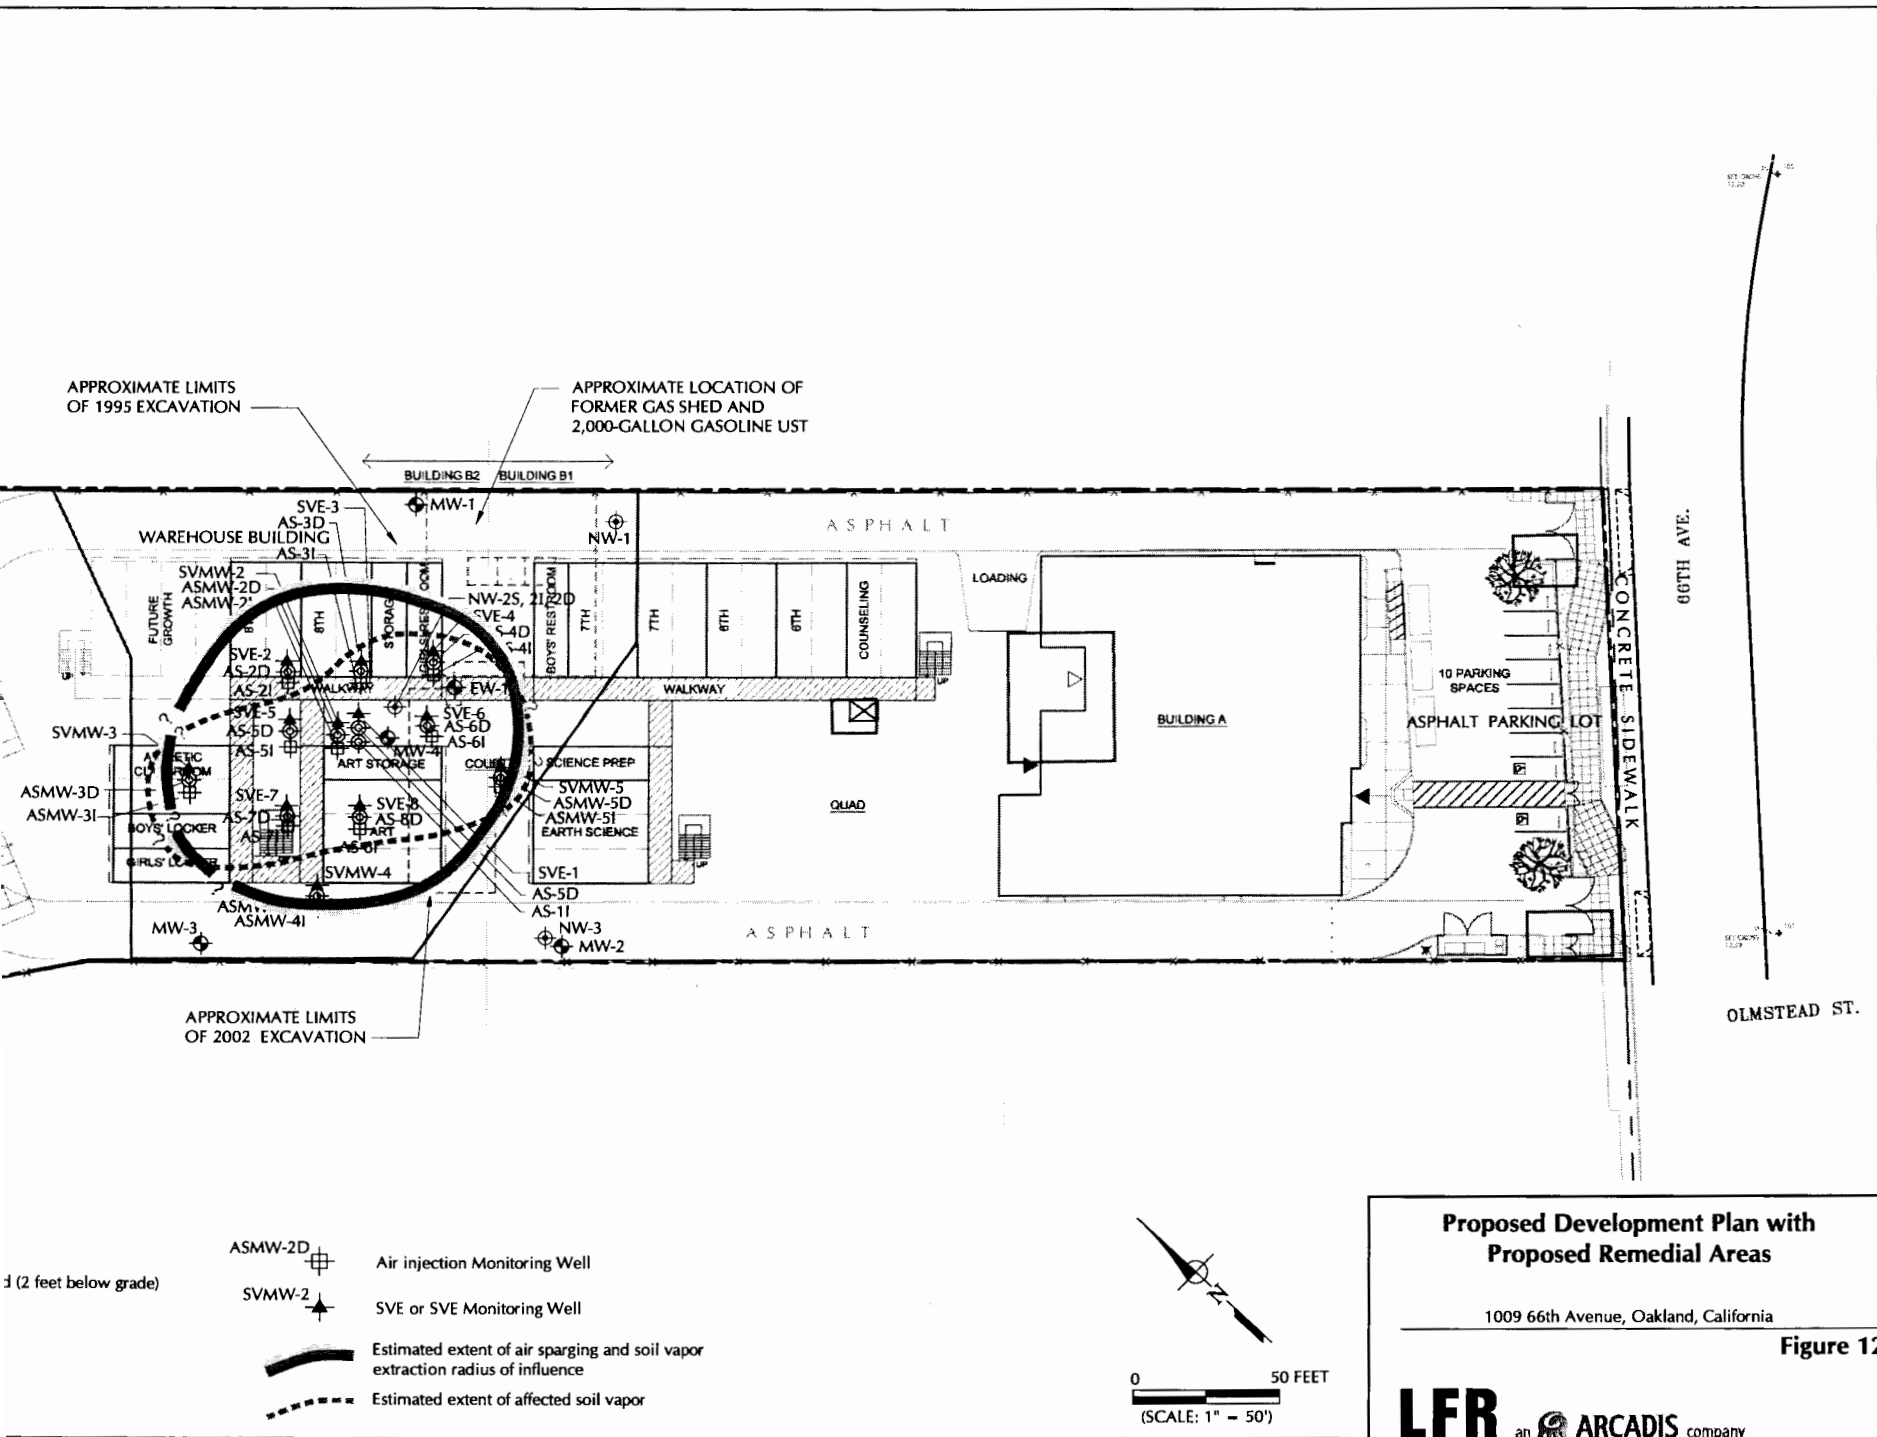 APPROXIMATE LIMITS
OF 1995 EXCAVATION
APPROXIMATE LOCATION OF
FORMER GAS SHED AND
2,000-GALLON GASOLINE UST
BUILDING B2
BUILDING B1
SVE-3
MW-1
AS-3D
WAREHOUSE BUILDING
AS-3I
ASPHALT
NW-1
SVMW-2
ASMW-2D
ASMW-2
FUTURE
GROWTH
8TH
STORAG
BOYS' RESTROOM
7TH
7TH
6TH
6TH
COUNSELING
LOADING
NW-2S, 2I, 2D
SVE-4
S-4D
S-4I
SVE-2
AS-2D
AS-2I
WALKWAY
EW-1
WALKWAY
UP
SVE-5
AS-5D
AS-5I
SVE-6
AS-6D
AS-6I
MW-4
SVMW-3
ART STORAGE
SCIENCE PREP
ASMW-3D
ASMW-3I
SVE-7
AS-7D
SVE-8
AS-8D
ART
BOYS' LOCKER
SVMW-5
ASMW-5D
ASMW-5I
EARTH SCIENCE
UP
SVMW-4
SVE-1
AS-5D
AS-1I
ASMW-4I
MW-3
NW-3
MW-2
ASPHALT
QUAD
BUILDING A
10 PARKING
SPACES
ASPHALT PARKING LOT
CONCRETE SIDEWALK
66TH AVE.
OLMSTEAD ST.
APPROXIMATE LIMITS
OF 2002 EXCAVATION
(2 feet below grade)
ASMW-2D
Air injection Monitoring Well
SVMW-2
SVE or SVE Monitoring Well
Estimated extent of air sparging and soil vapor
extraction radius of influence
Estimated extent of affected soil vapor
N
0
50 FEET
(SCALE: 1" = 50')
Proposed Development Plan with
Proposed Remedial Areas
1009 66th Avenue, Oakland, California
Figure 12
LFR
an ARCADIS company